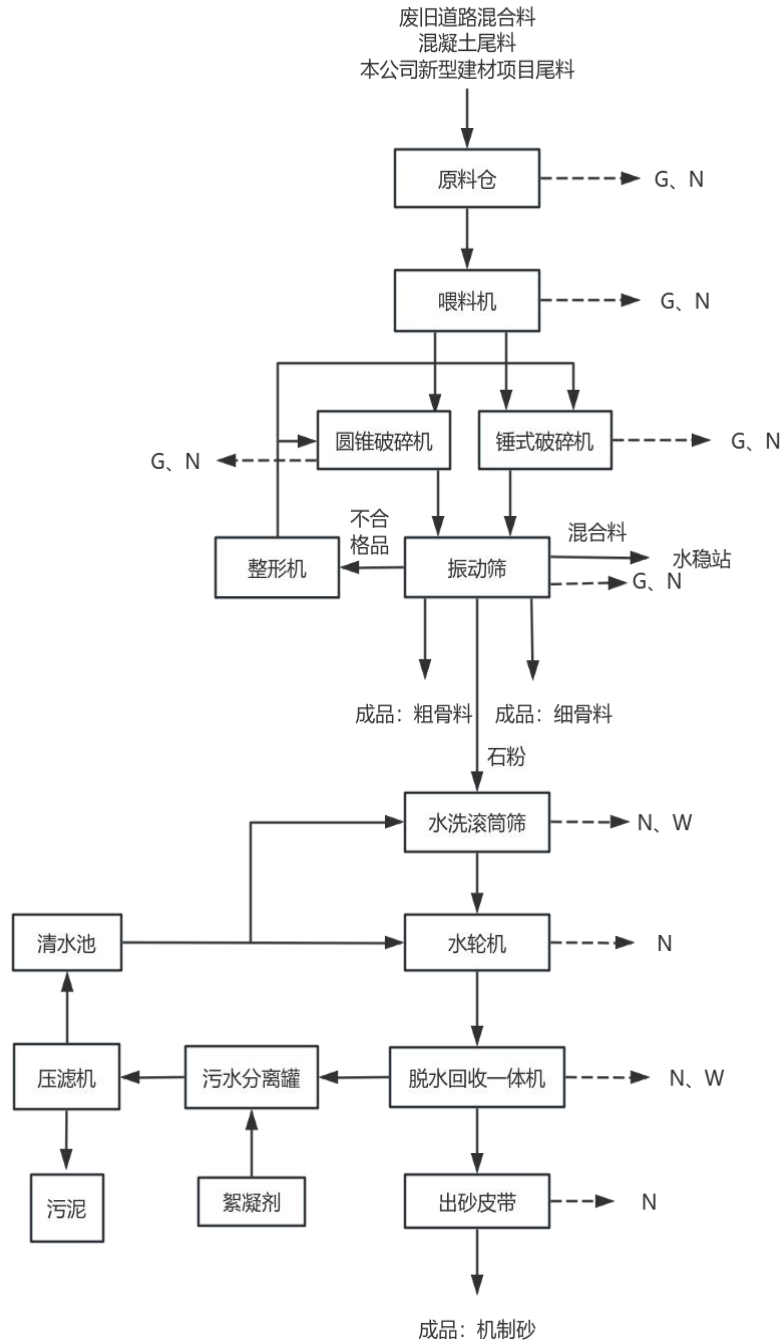 废旧道路混合料
混凝土尾料
本公司新型建材项目尾料
原料仓
G、N
喂料机
G、N
圆锥破碎机
锤式破碎机
G、N
G、N
不合
格品
混合料
整形机
振动筛
水稳站
G、N
成品：粗骨料
成品：细骨料
石粉
水洗滚筒筛
N、W
清水池
水轮机
N
压滤机
污水分离罐
脱水回收一体机
N、W
污泥
絮凝剂
出砂皮带
N
成品：机制砂